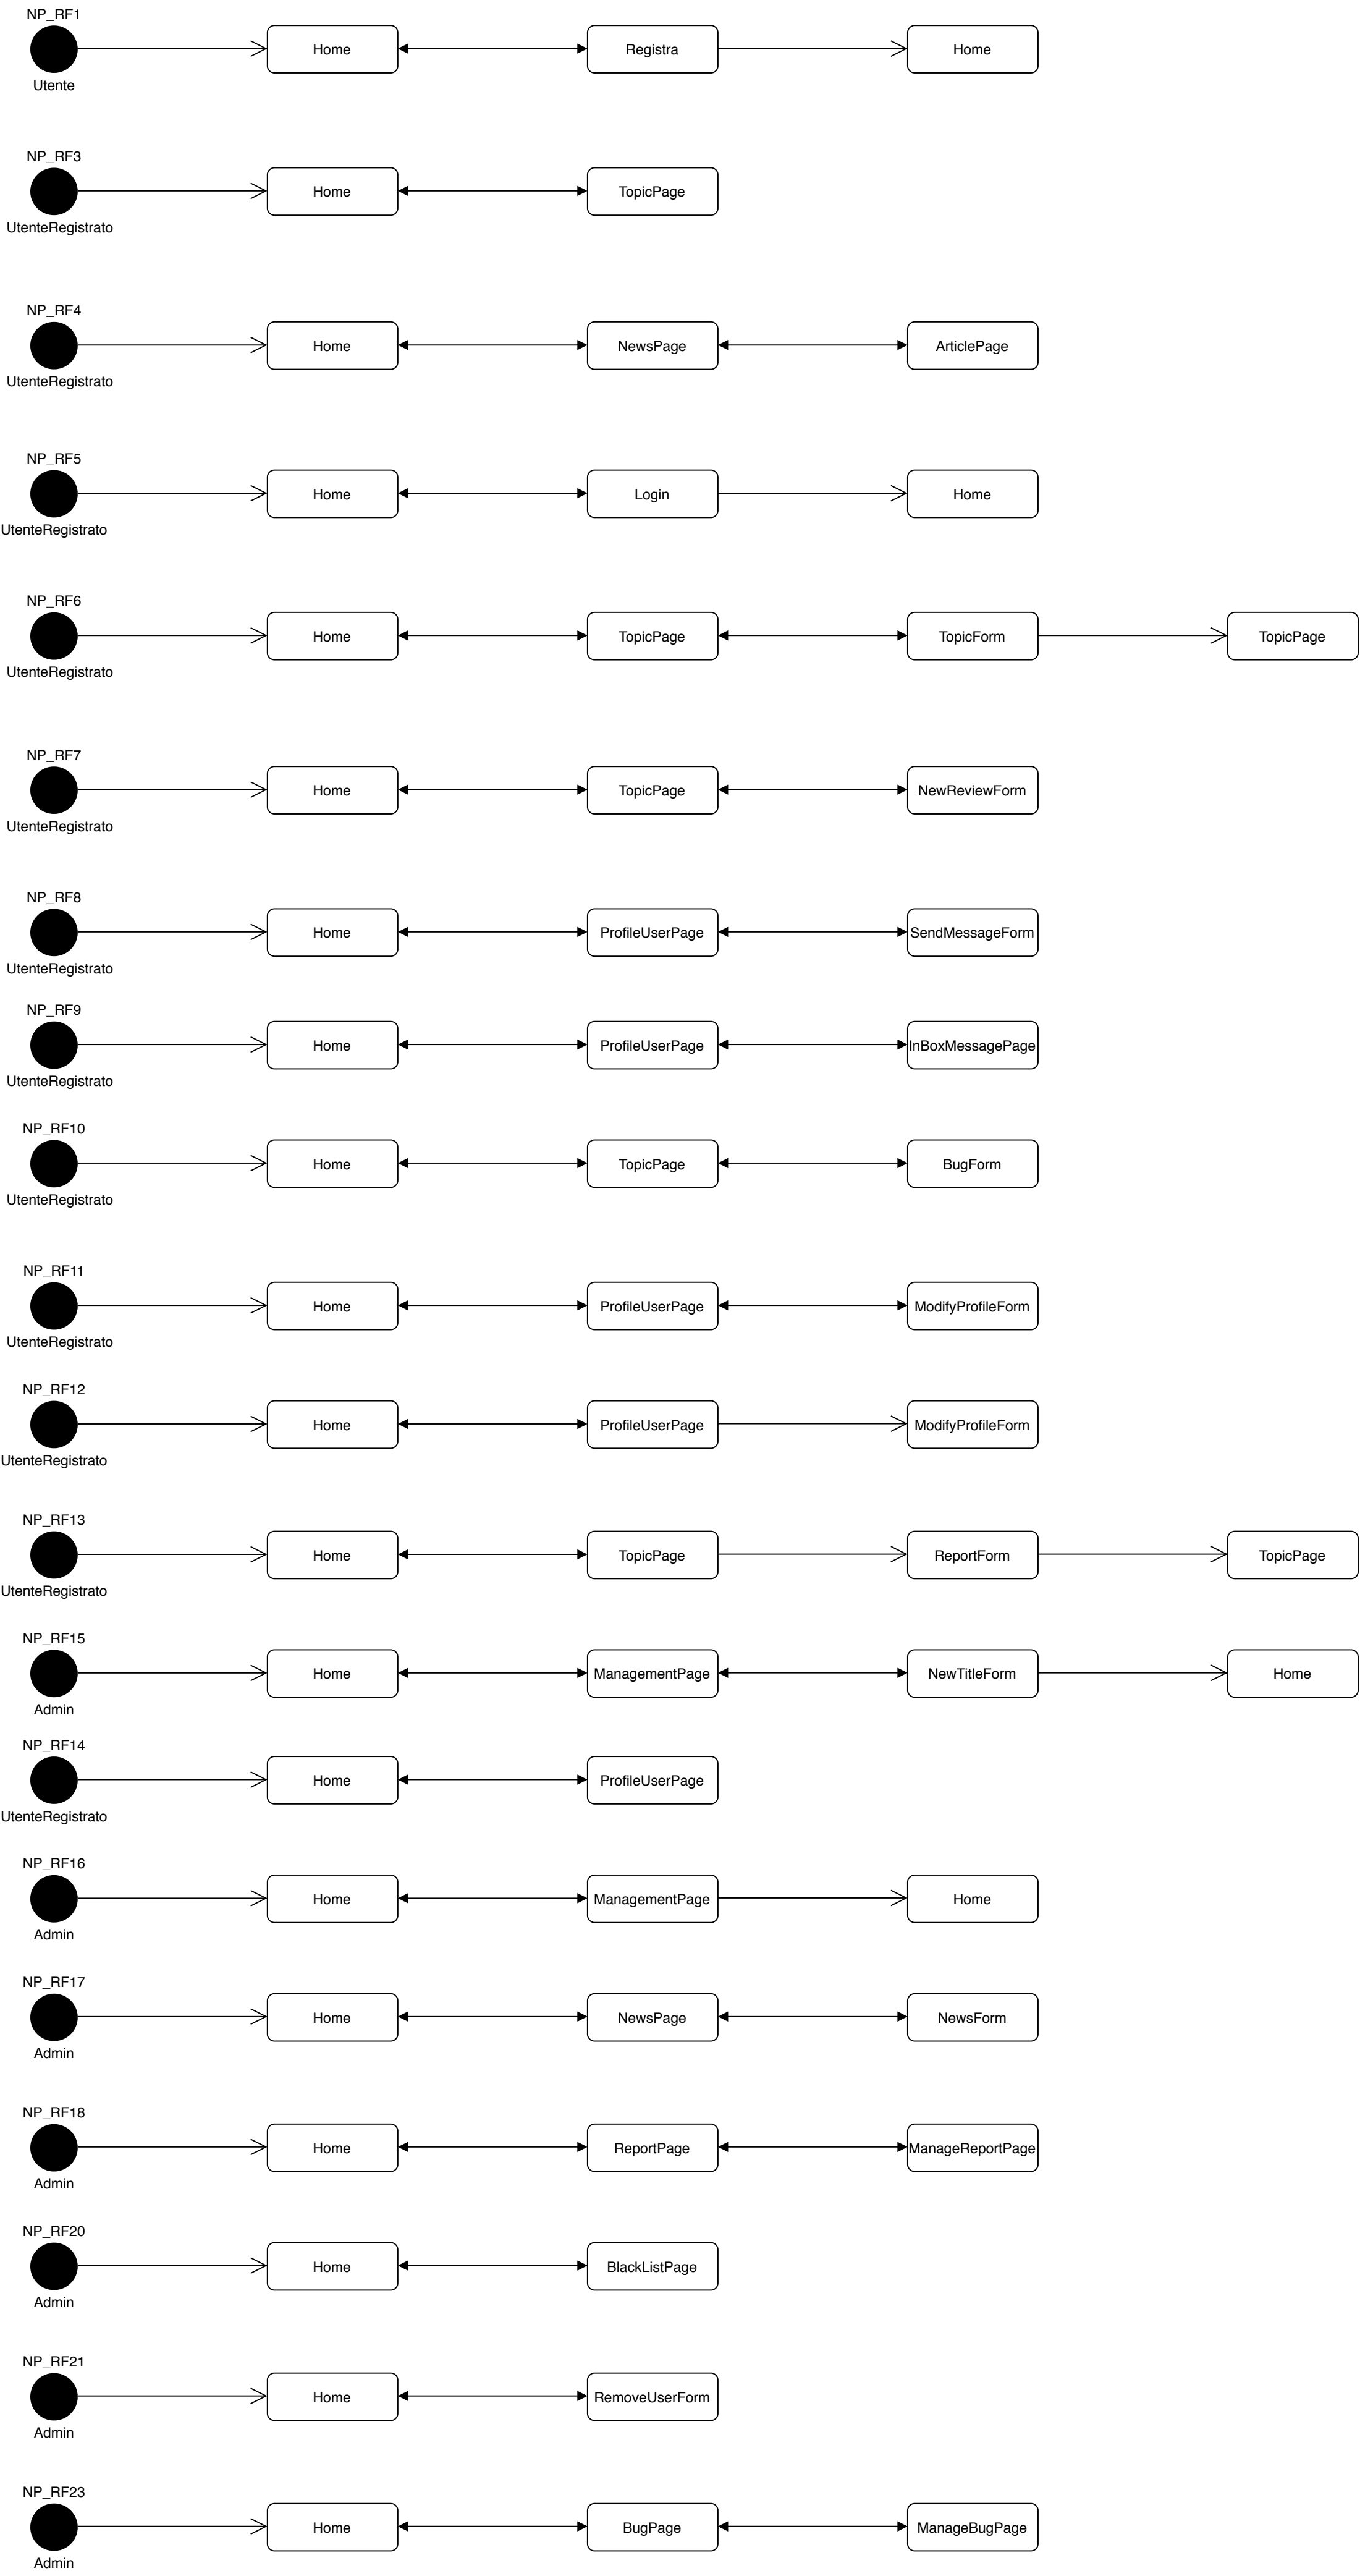 NP_RF1
Home
Registra
Home
Utente
NP_RF3
Home
TopicPage
UtenteRegistrato
NP_RF4
Home
NewsPage
ArticlePage
UtenteRegistrato
NP_RF5
Home
Login
Home
UtenteRegistrato
NP_RF6
Home
TopicPage
TopicForm
TopicPage
UtenteRegistrato
NP_RF7
Home
TopicPage
NewReviewForm
UtenteRegistrato
NP_RF8
Home
ProfileUserPage
SendMessageForm
UtenteRegistrato
NP_RF9
Home
ProfileUserPage
InBoxMessagePage
UtenteRegistrato
NP_RF10
Home
TopicPage
BugForm
UtenteRegistrato
NP_RF11
Home
ProfileUserPage
ModifyProfileForm
UtenteRegistrato
NP_RF12
Home
ProfileUserPage
ModifyProfileForm
UtenteRegistrato
NP_RF13
Home
TopicPage
ReportForm
TopicPage
UtenteRegistrato
NP_RF15
Home
ManagementPage
NewTitleForm
Home
Admin
NP_RF14
Home
ProfileUserPage
UtenteRegistrato
NP_RF16
Home
ManagementPage
Home
Admin
NP_RF17
Home
NewsPage
NewsForm
Admin
NP_RF18
Home
ReportPage
ManageReportPage
Admin
NP_RF20
Home
BlackListPage
Admin
NP_RF21
Home
RemoveUserForm
Admin
NP_RF23
Home
BugPage
ManageBugPage
Admin